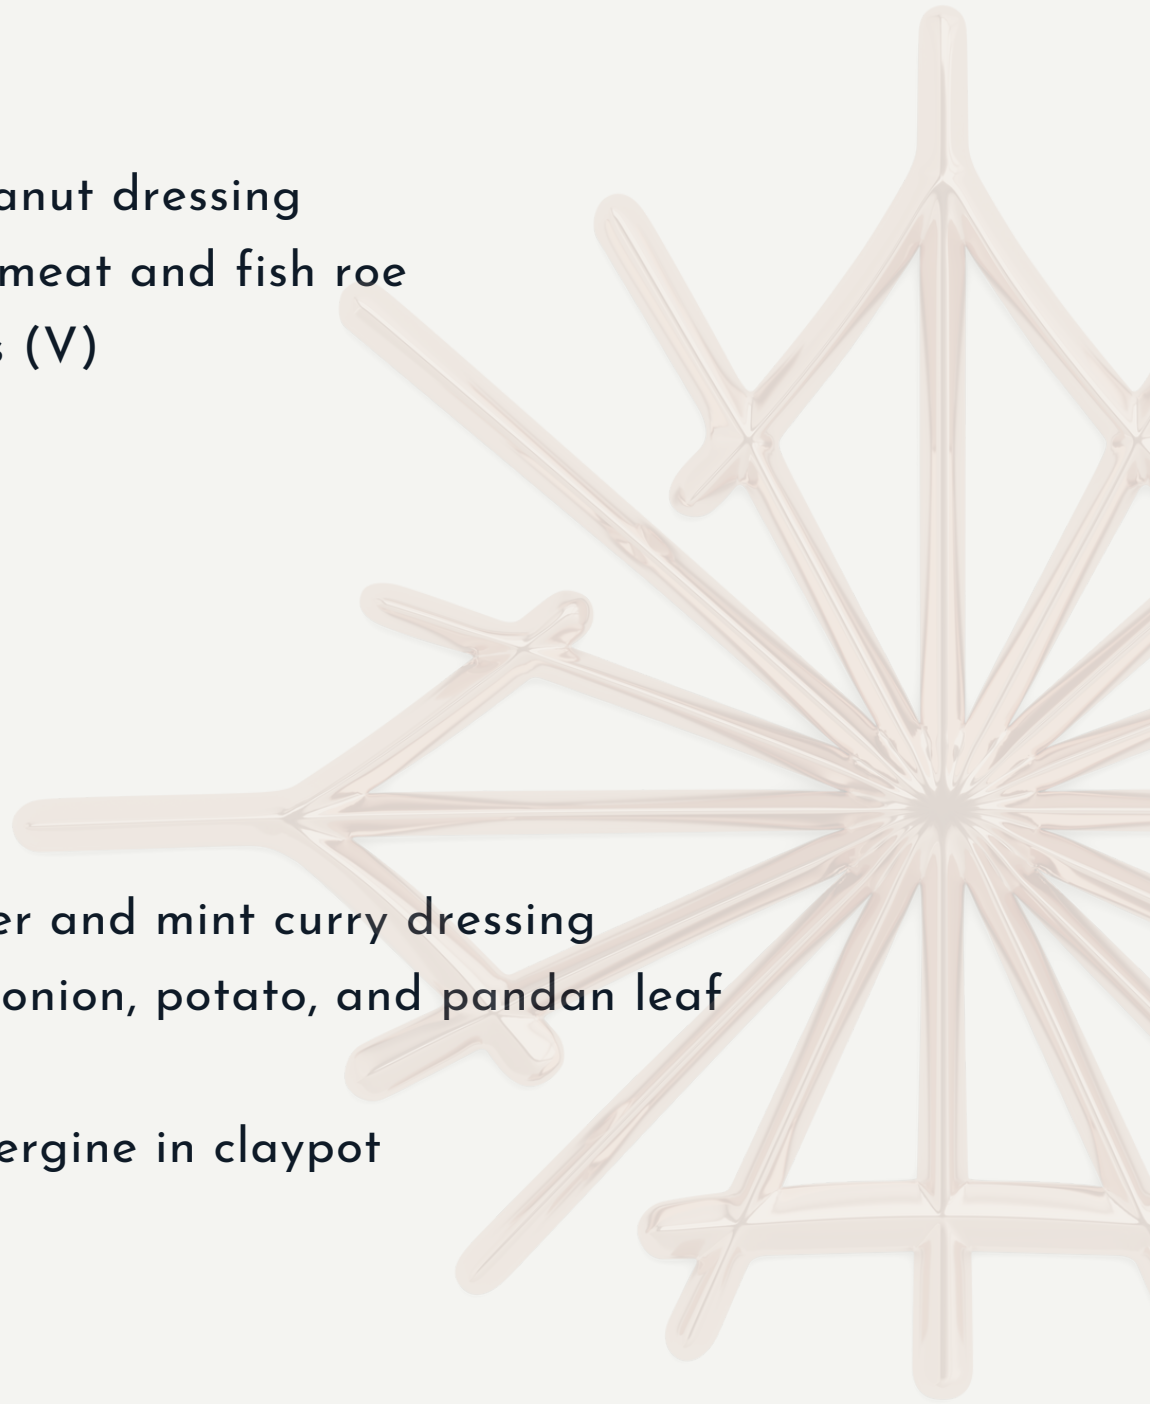 anut dressing
meat and fish roe
s (V)
er and mint curry dressing
onion, potato, and pandan leaf
ergine in claypot